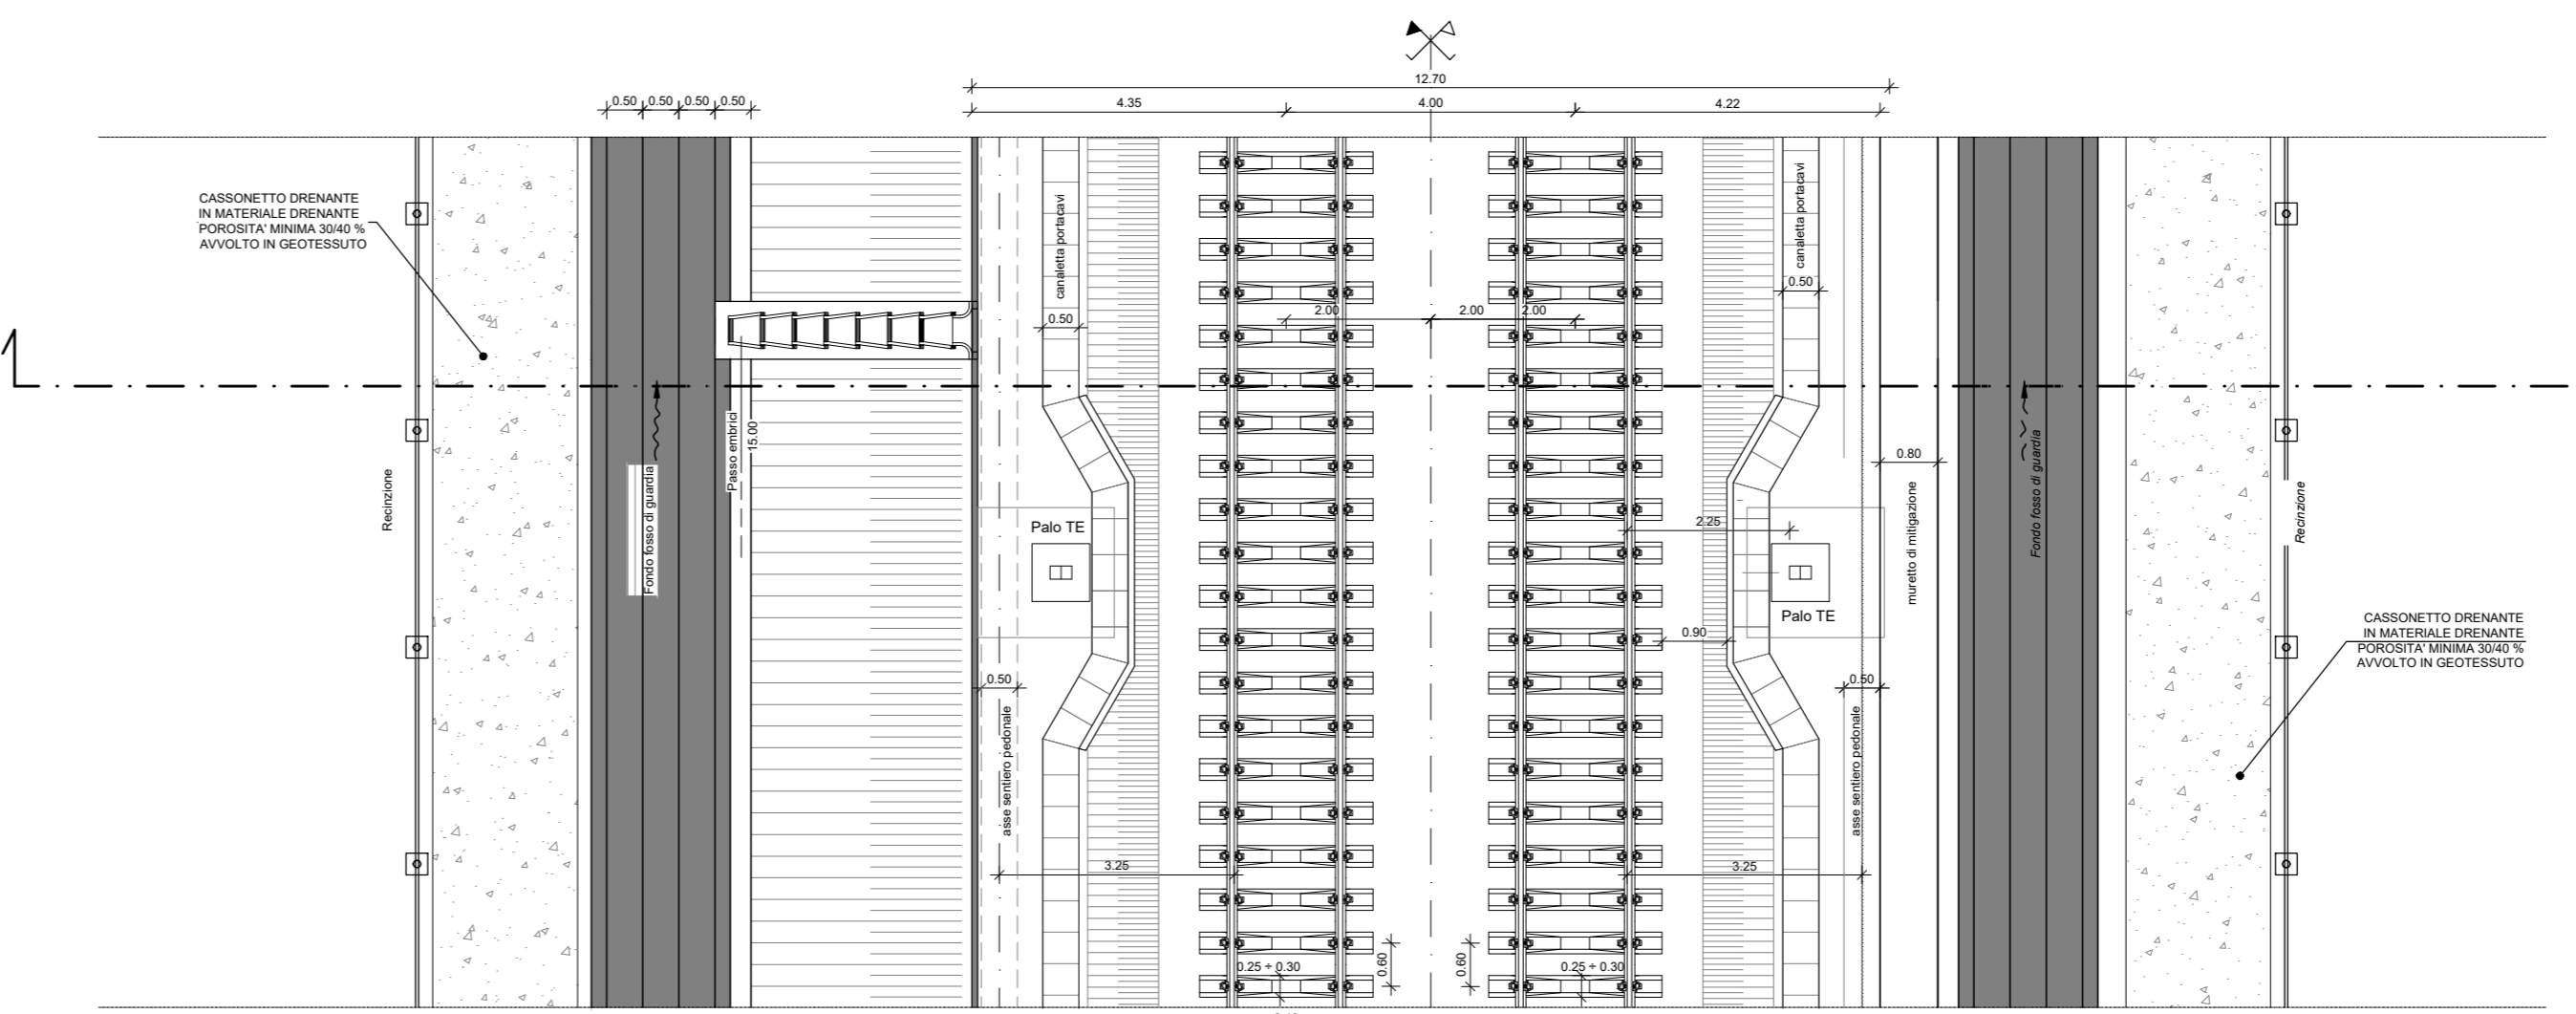 12.70
4.35
4.00
4.22
0.50
0.50
0.50
0.50
CASSONETTO DRENANTE
IN MATERIALE DRENANTE
POROSITA' MINIMA 30/40 %
AVVOLTO IN GEOTESSUTO
canaletta portacavi
canaletta portacavi
0.50
0.50
2.00
2.00
2.00
Recinzione
Fondo fosso di guardia
Passo embrici
15.00
Palo TE
2.25
0.80
muretto di mitigazione
Fondo fosso di guardia
Recinzione
Palo TE
0.90
CASSONETTO DRENANTE
IN MATERIALE DRENANTE
POROSITA' MINIMA 30/40 %
AVVOLTO IN GEOTESSUTO
0.50
0.50
asse sentiero pedonale
asse sentiero pedonale
3.25
3.25
0.60
0.60
0.25 ÷ 0.30
0.25 ÷ 0.30